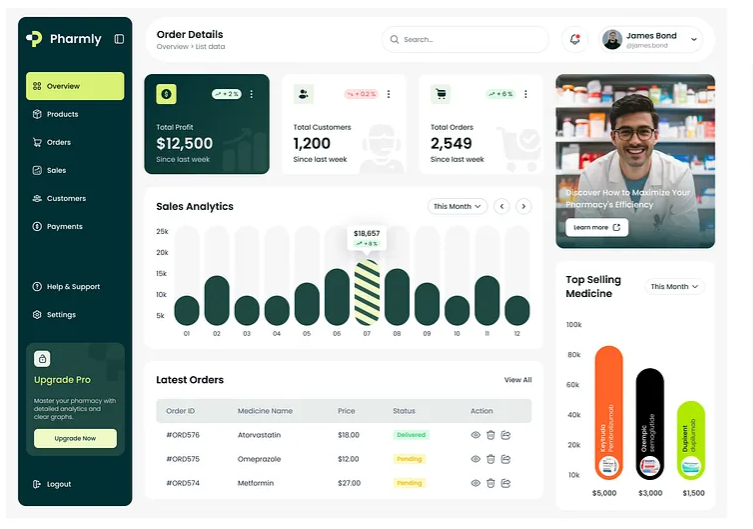 Pharmly
Overview
Products
Orders
Sales
Customers
Payments
Help & Support
Settings
Upgrade Pro
Master your pharmacy with
detailed analytics and
clear graphs.
Upgrade Now
Logout
Order Details
Overview > List data
Search...
James Bond
@james.bond
+ 2 %
Total Profit
$12,500
Since last week
+ 0.2 %
Total Customers
1,200
Since last week
+ 6 %
Total Orders
2,549
Since last week
Discover How to Maximize Your
Pharmacy's Efficiency
Learn more
Sales Analytics
This Month
$18,657
+ 8 %
25k
20k
15k
10k
5k
01 02 03 04 05 06 07 08 09 10 11 12
Latest Orders
View All
Order ID Medicine Name Price Status Action
#ORD576 Atorvastatin $18.00 Delivered
#ORD575 Omeprazole $12.00 Pending
#ORD574 Metformin $27.00 Pending
Top Selling
Medicine
This Month
100k
80k
60k
40k
20k
10k
Keytruda
Pembrolizumab
Ozempic
semaglutide
Dupixent
dupilumab
$5,000 $3,000 $1,500